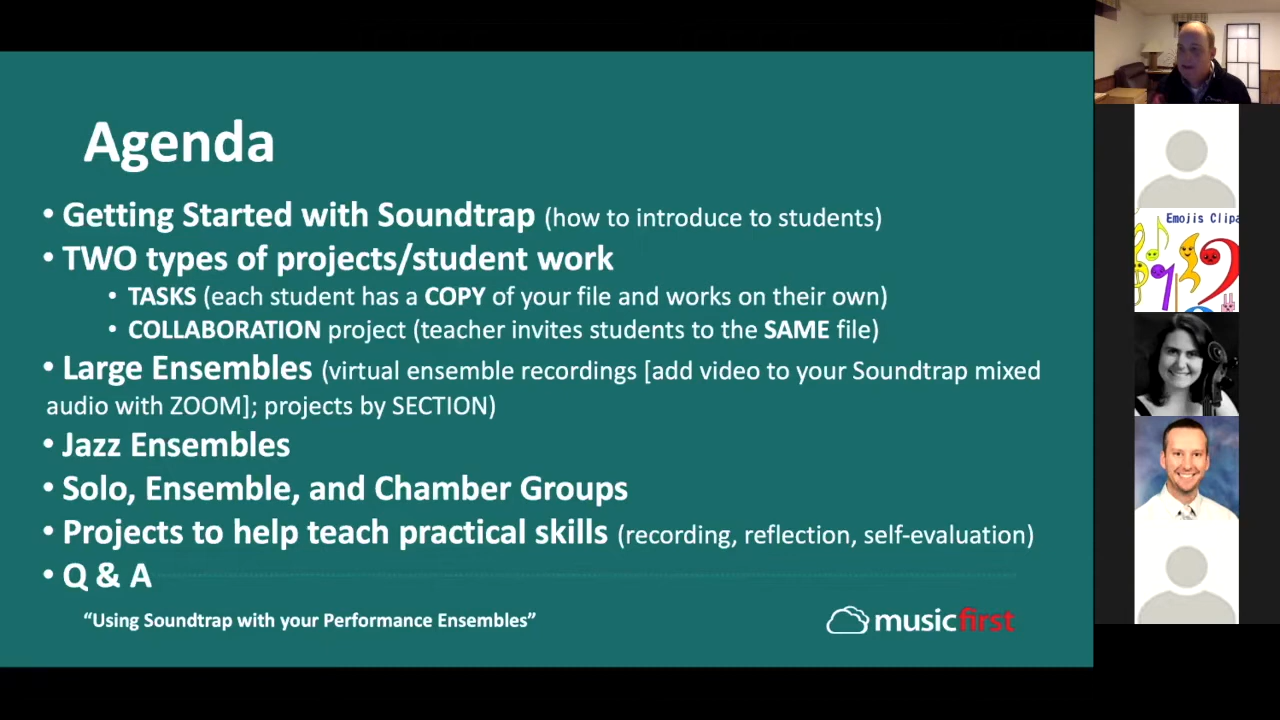 Agenda
• Getting Started with Soundtrap (how to introduce to students)
• TWO types of projects/student work
• TASKS (each student has a COPY of your file and works on their own)
• COLLABORATION project (teacher invites students to the SAME file)
• Large Ensembles (virtual ensemble recordings [add video to your Soundtrap mixed
audio with ZOOM]; projects by SECTION)
• Jazz Ensembles
• Solo, Ensemble, and Chamber Groups
• Projects to help teach practical skills (recording, reflection, self-evaluation)
• Q & A
“Using Soundtrap with your Performance Ensembles”
musicfirst
Emojis Clipa